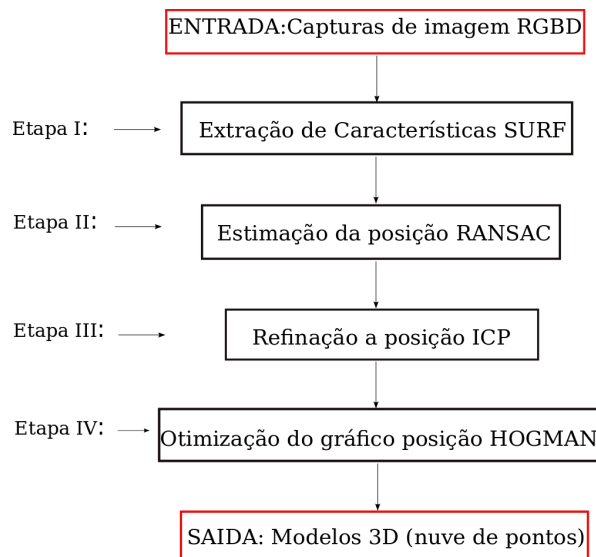 ENTRADA:Capturas de imagem RGBD
Etapa I:
Extração de Característícas SURF
Etapa II:
Estimação da posição RANSAC
Etapa III:
Refinação a posição ICP
Etapa IV:
Otimização do gráfico posição HOGMAN
SAIDA: Modelos 3D (nuve de pontos)